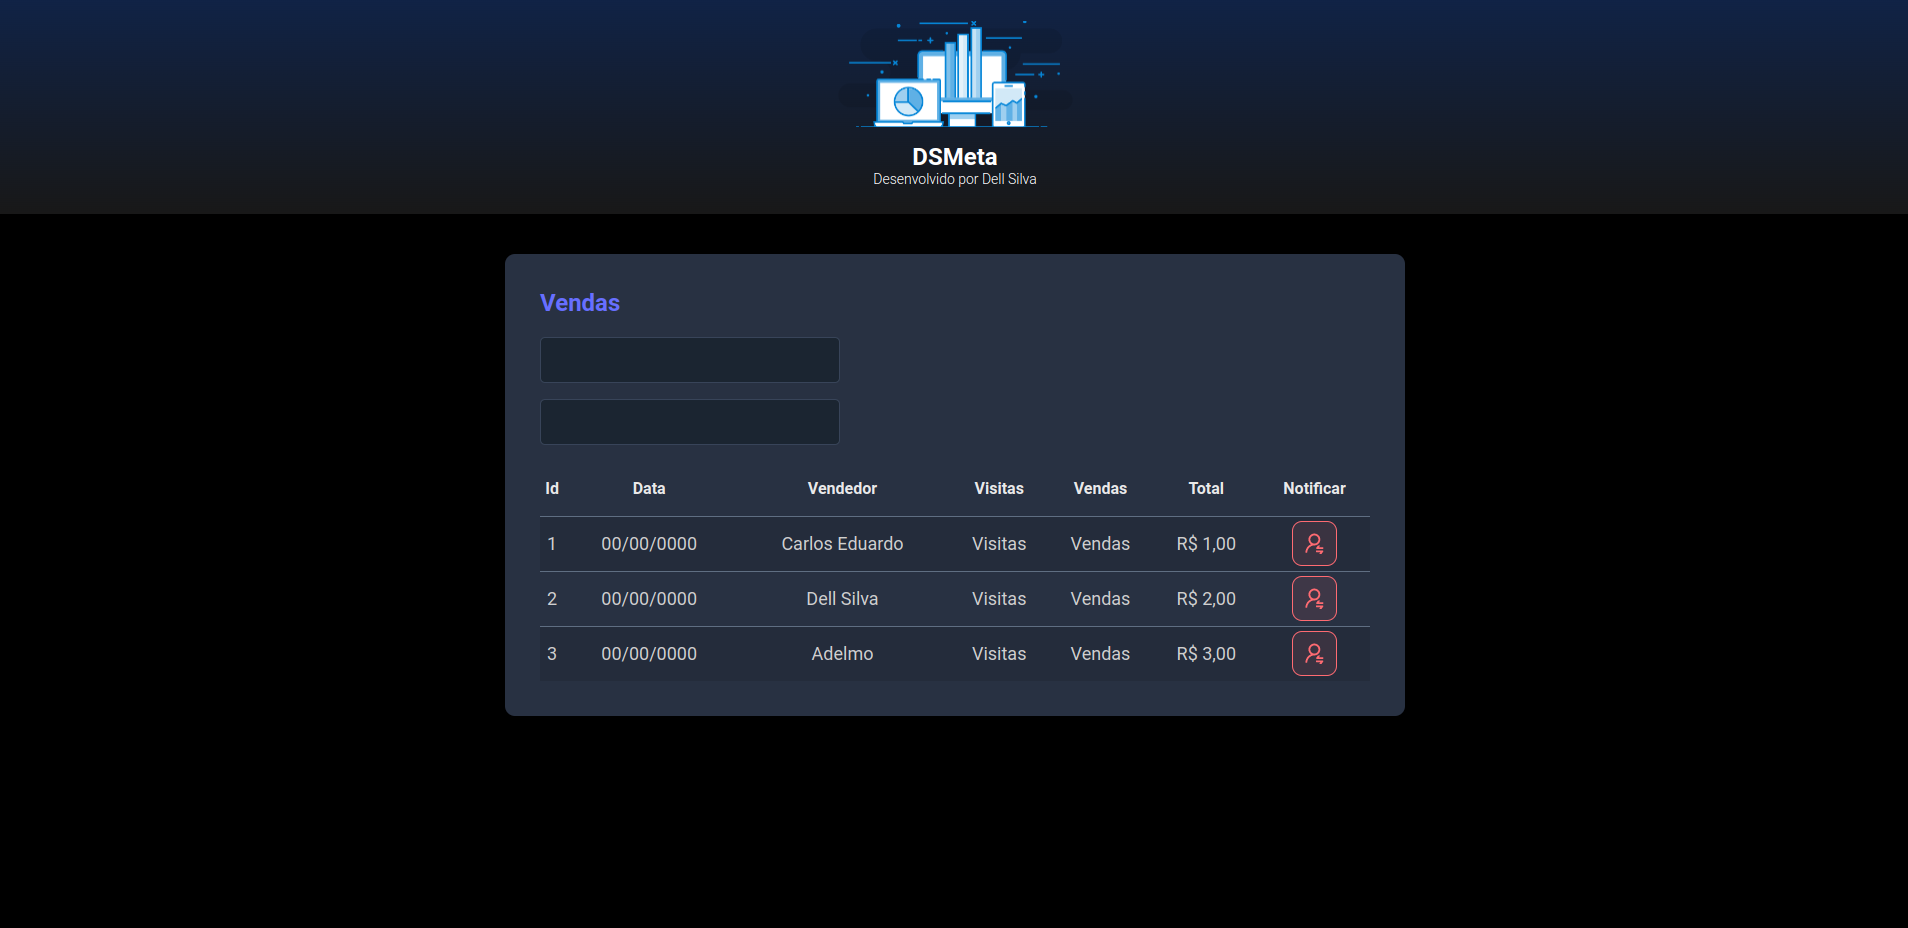 DSMeta
Desenvolvido por Dell Silva
Vendas
Id Data Vendedor Visitas Vendas Total Notificar
1 00/00/0000 Carlos Eduardo Visitas Vendas R$ 1,00
2 00/00/0000 Dell Silva Visitas Vendas R$ 2,00
3 00/00/0000 Adelmo Visitas Vendas R$ 3,00